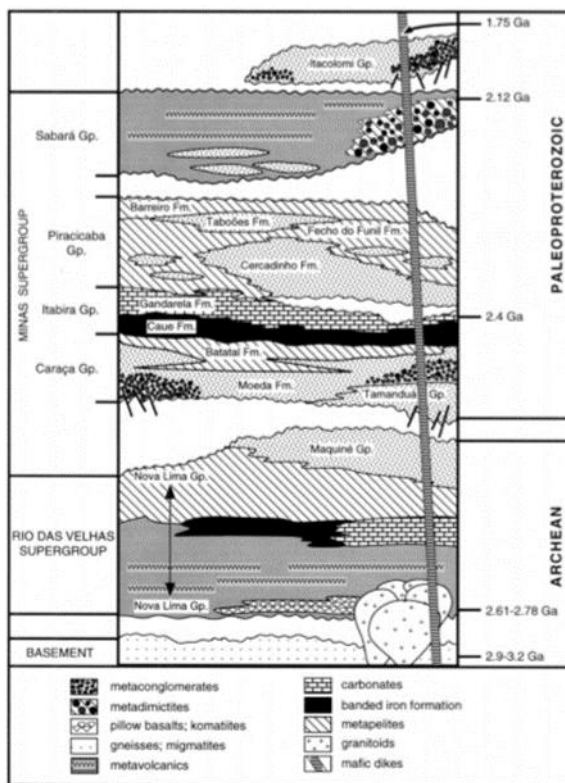 1.75 Ga
Itacolomi Gp.
2.12 Ga
Sabará Gp.
Barreiro Fm.
Taboões Fm.
Fecho do Funil Fm.
Piracicaba
Gp.
Cercadinho Fm.
MINAS SUPERGROUP
PALEOPROTEROZOIC
Itabira Gp.
Gandarela Fm.
Caue Fm.
2.4 Ga
Batatal Fm.
Caraça Gp.
Moeda Fm.
Tamanduá Gp.
Maquiné Gp.
Nova Lima Gp.
RIO DAS VELHAS
SUPERGROUP
ARCHEAN
Nova Lima Gp.
2.61-2.78 Ga
BASEMENT
2.9-3.2 Ga
metaconglomerates
metadimictites
pillow basalts; komatiites
gneisses; migmatites
metavolcanics
carbonates
banded iron formation
metapelites
granitoids
mafic dikes